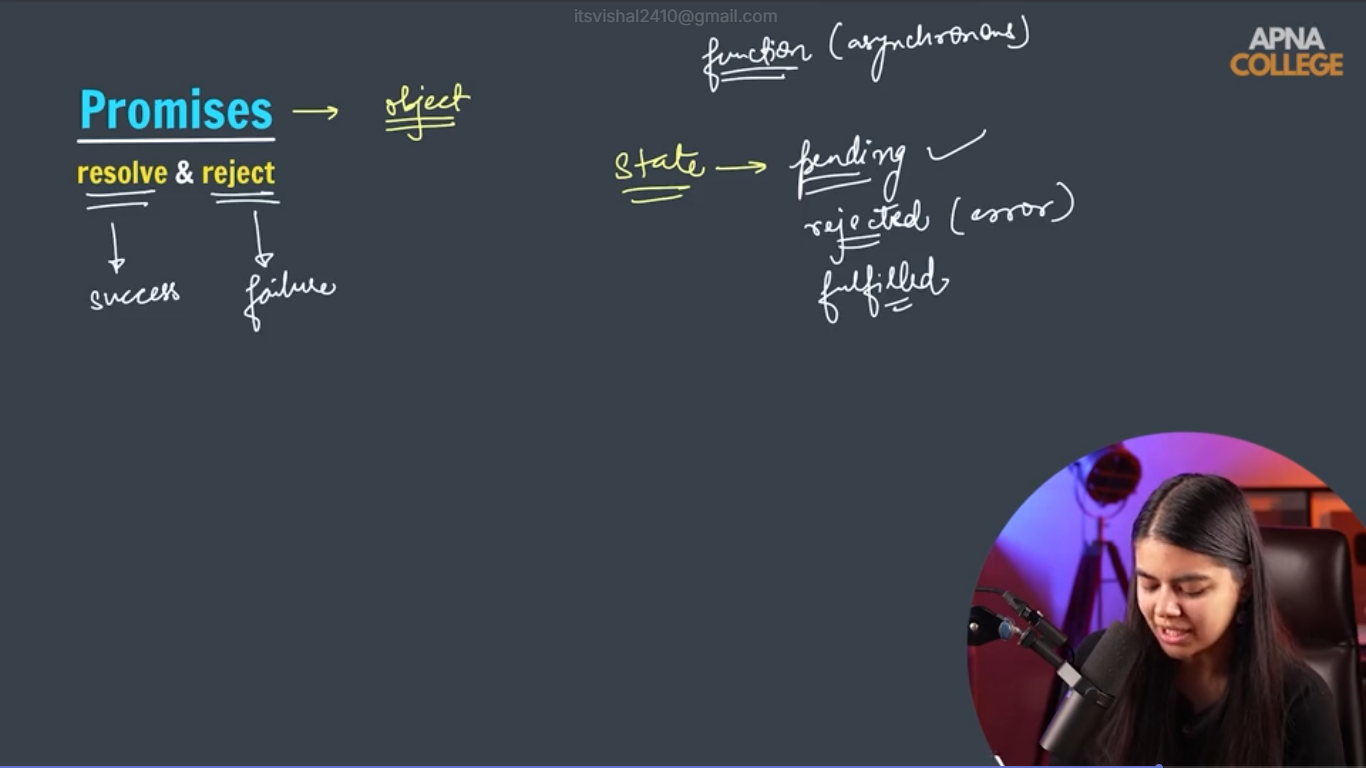 itsvishal2410@gmail.com
function (asynchronous)
APNA
COLLEGE
Promises → object
resolve & reject
success failure
State → pending ✓
rejected (error)
fulfilled